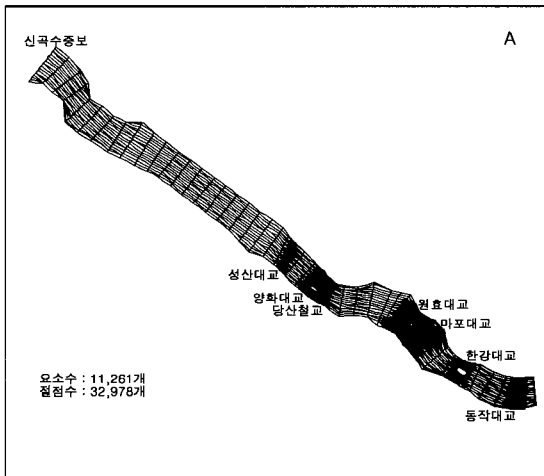 신곡수중보
A
성산대교
양화대교
당산철교
원효대교
마포대교
한강대교
동작대교
요소수 : 11,261개
절점수 : 32,978개